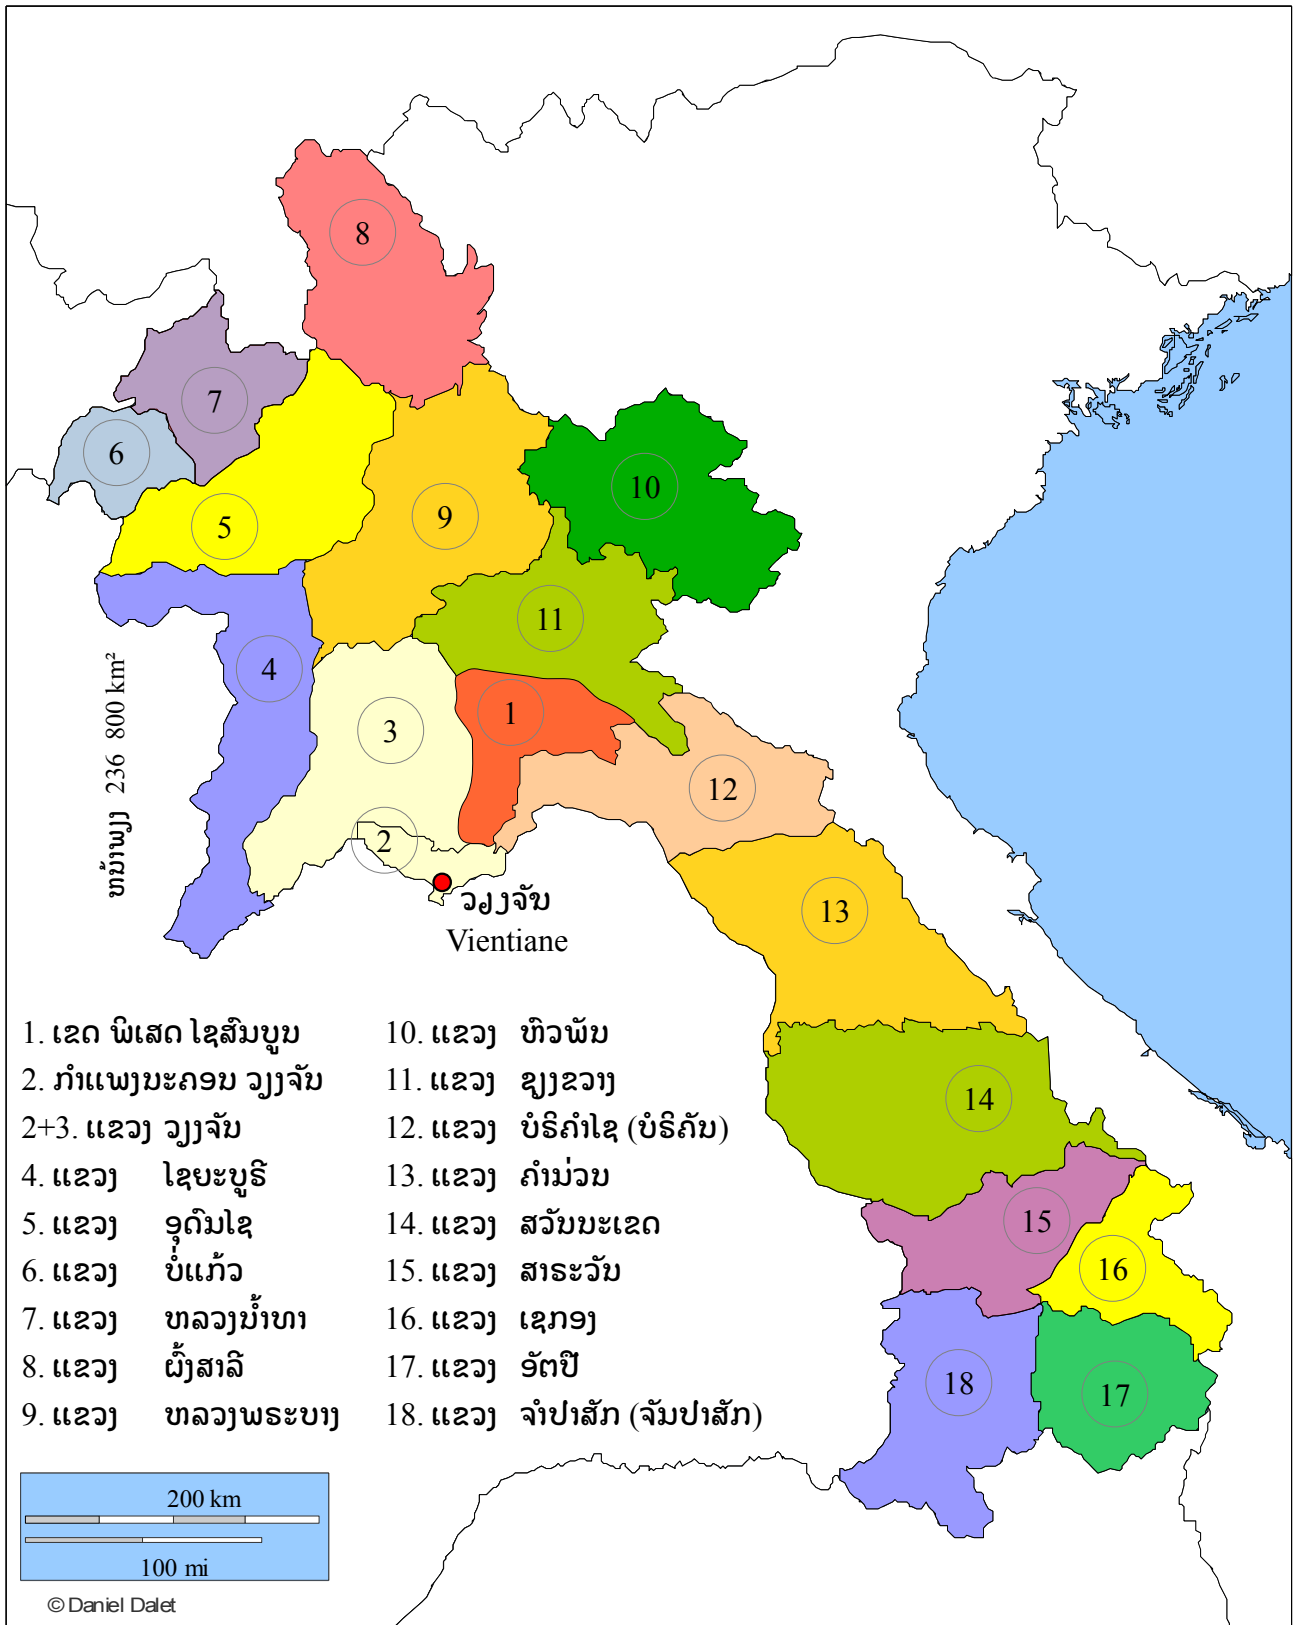 8
7
6
10
9
5
11
4
3
1
12
2
ວຽງຈັນ
Vientiane
ຫນ້າພຽງ 236 800 km²
13
14
15
16
17
18
1. ເຂດ ພິເສດ ໄຊສົມບູນ
2. ກໍາແພງນະຄອນ ວຽງຈັນ
2+3. ແຂວງ ວຽງຈັນ
4. ແຂວງ ໄຊຍະບູຣີ
5. ແຂວງ ອຸດົມໄຊ
6. ແຂວງ ບໍ່ແກ້ວ
7. ແຂວງ ຫລວງນໍ້າທາ
8. ແຂວງ ຜົ້ງສາລີ
9. ແຂວງ ຫລວງພຣະບາງ
10. ແຂວງ ຫົວພັນ
11. ແຂວງ ຊຽງຂວາງ
12. ແຂວງ ບໍຣິຄໍາໄຊ (ບໍຣິຄັນ)
13. ແຂວງ ຄໍາມ່ວນ
14. ແຂວງ ສວັນນະເຂດ
15. ແຂວງ ສາຣະວັນ
16. ແຂວງ ເຊກອງ
17. ແຂວງ ອັຕປື
18. ແຂວງ ຈໍາປາສັກ (ຈັມປາສັກ)
200 km
100 mi
© Daniel Dalet